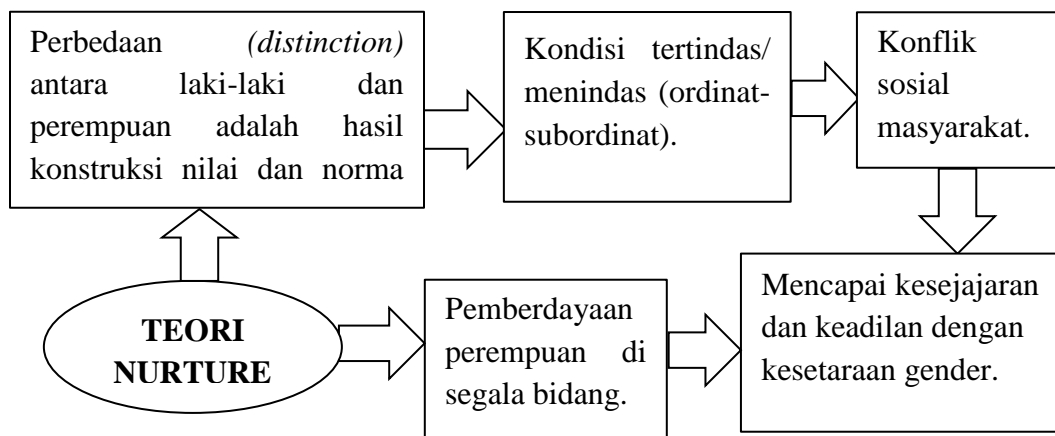 Perbedaan (distinction)
antara laki-laki dan
perempuan adalah hasil
konstruksi nilai dan norma
Kondisi tertindas/
menindas (ordinat-
subordinat).
Konflik
sosial
masyarakat.
TEORI
NURTURE
Pemberdayaan
perempuan di
segala bidang.
Mencapai kesejajaran
dan keadilan dengan
kesetaraan gender.